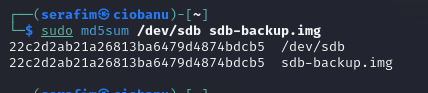 ┌──(serafim㉿ciobanu)-[~]
└─$ sudo md5sum /dev/sdb sdb-backup.img
22c2d2ab21a26813ba6479d4874bdcb5  /dev/sdb
22c2d2ab21a26813ba6479d4874bdcb5  sdb-backup.img